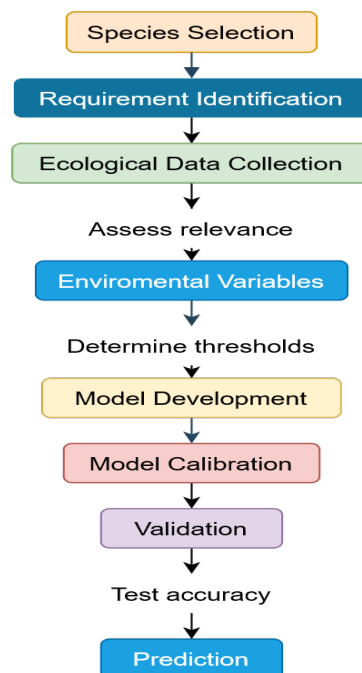 Species Selection
Requirement Identification
Ecological Data Collection
Assess relevance
Enviromental Variables
Determine thresholds
Model Development
Model Calibration
Validation
Test accuracy
Prediction